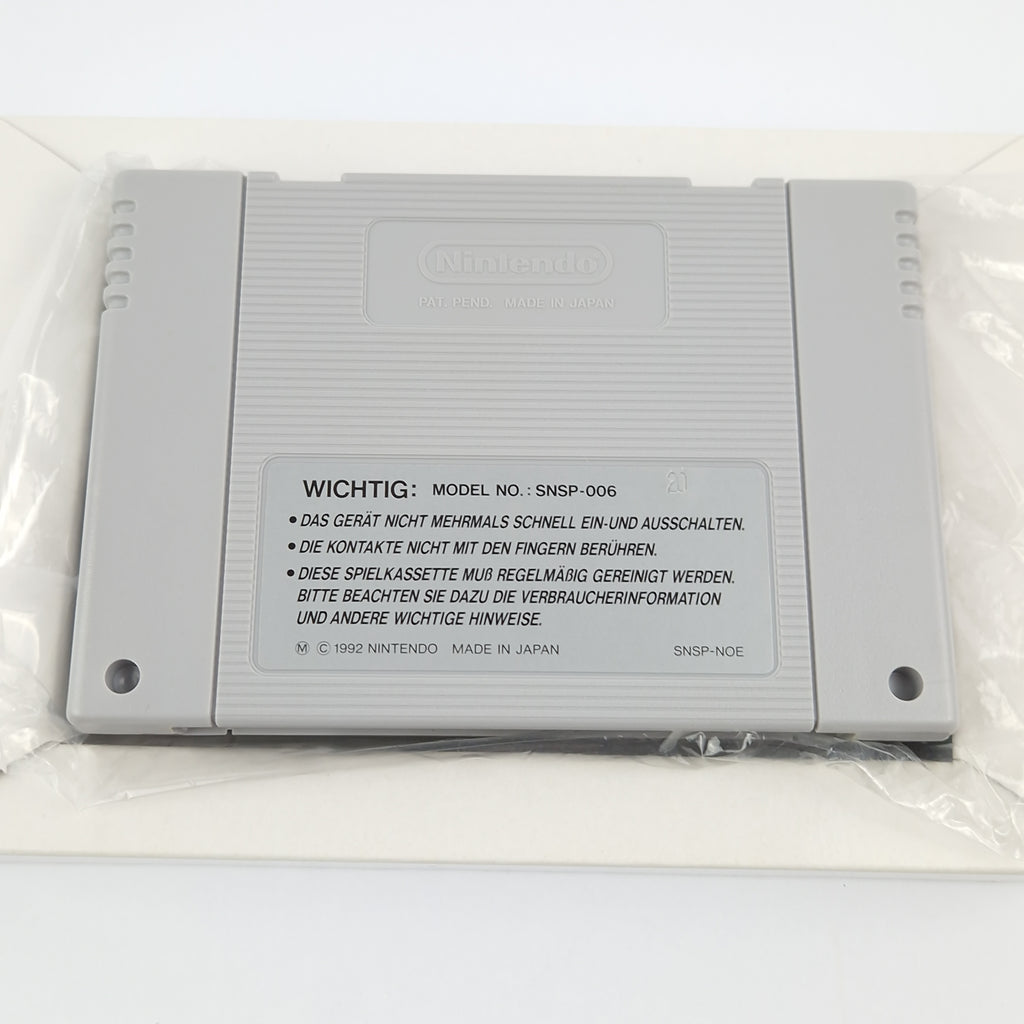 Nintendo
PAT. PEND. MADE IN JAPAN
WICHTIG: MODEL NO.: SNSP-006
20
• DAS GERÄT NICHT MEHRMALS SCHNELL EIN-UND AUSSCHALTEN.
• DIE KONTAKTE NICHT MIT DEN FINGERN BERÜHREN.
• DIESE SPIELKASSETTE MUß REGELMÄßIG GEREINIGT WERDEN.
BITTE BEACHTEN SIE DAZU DIE VERBRAUCHERINFORMATION
UND ANDERE WICHTIGE HINWEISE.
Ⓜ © 1992 NINTENDO MADE IN JAPAN SNSP-NOE